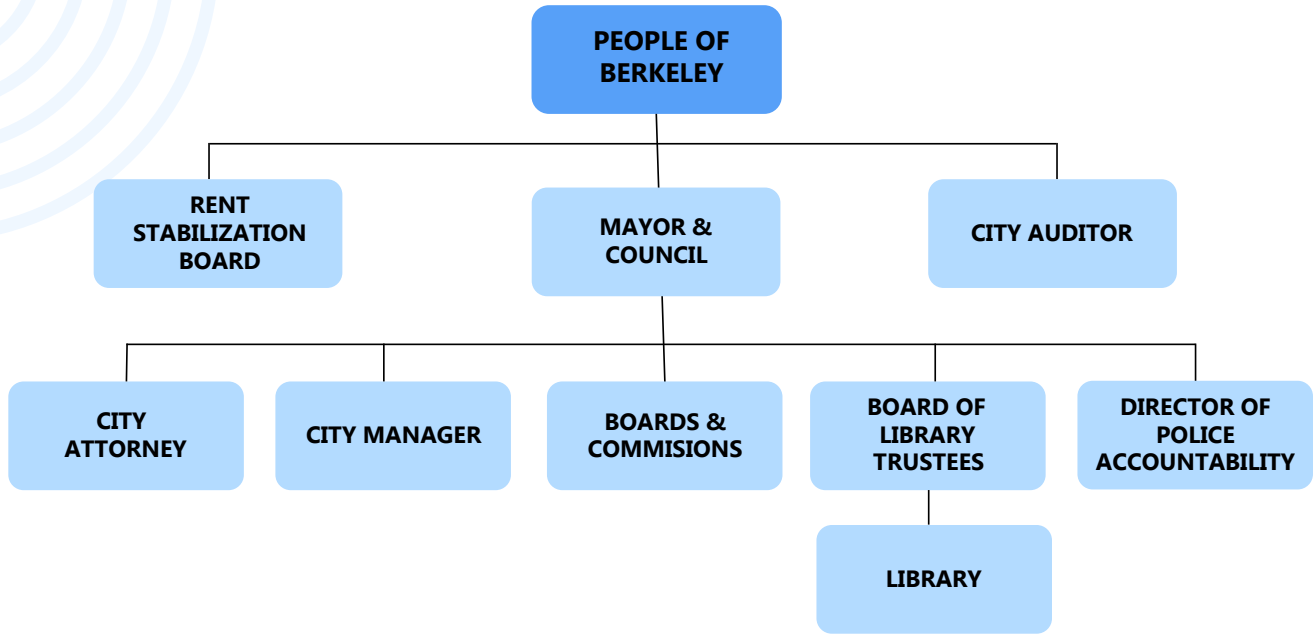 PEOPLE OF
BERKELEY
RENT
STABILIZATION
BOARD
MAYOR &
COUNCIL
CITY AUDITOR
CITY
ATTORNEY
CITY MANAGER
BOARDS &
COMMISIONS
BOARD OF
LIBRARY
TRUSTEES
DIRECTOR OF
POLICE
ACCOUNTABILITY
LIBRARY